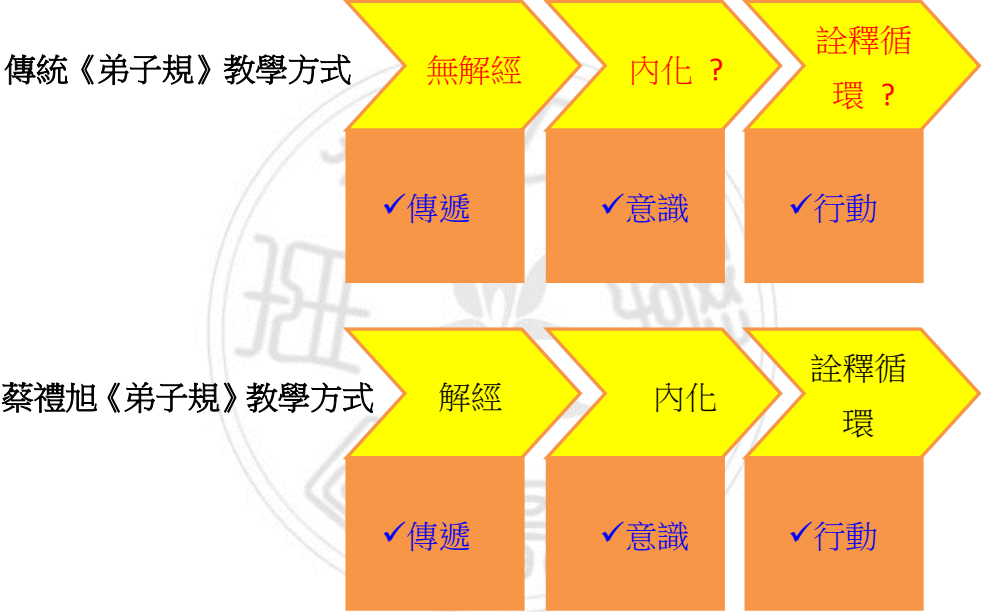 傳統《弟子規》教學方式
無解經
內化 ?
詮釋循
環 ?
✓傳遞
✓意識
✓行動
蔡禮旭《弟子規》教學方式
解經
內化
詮釋循
環
✓傳遞
✓意識
✓行動